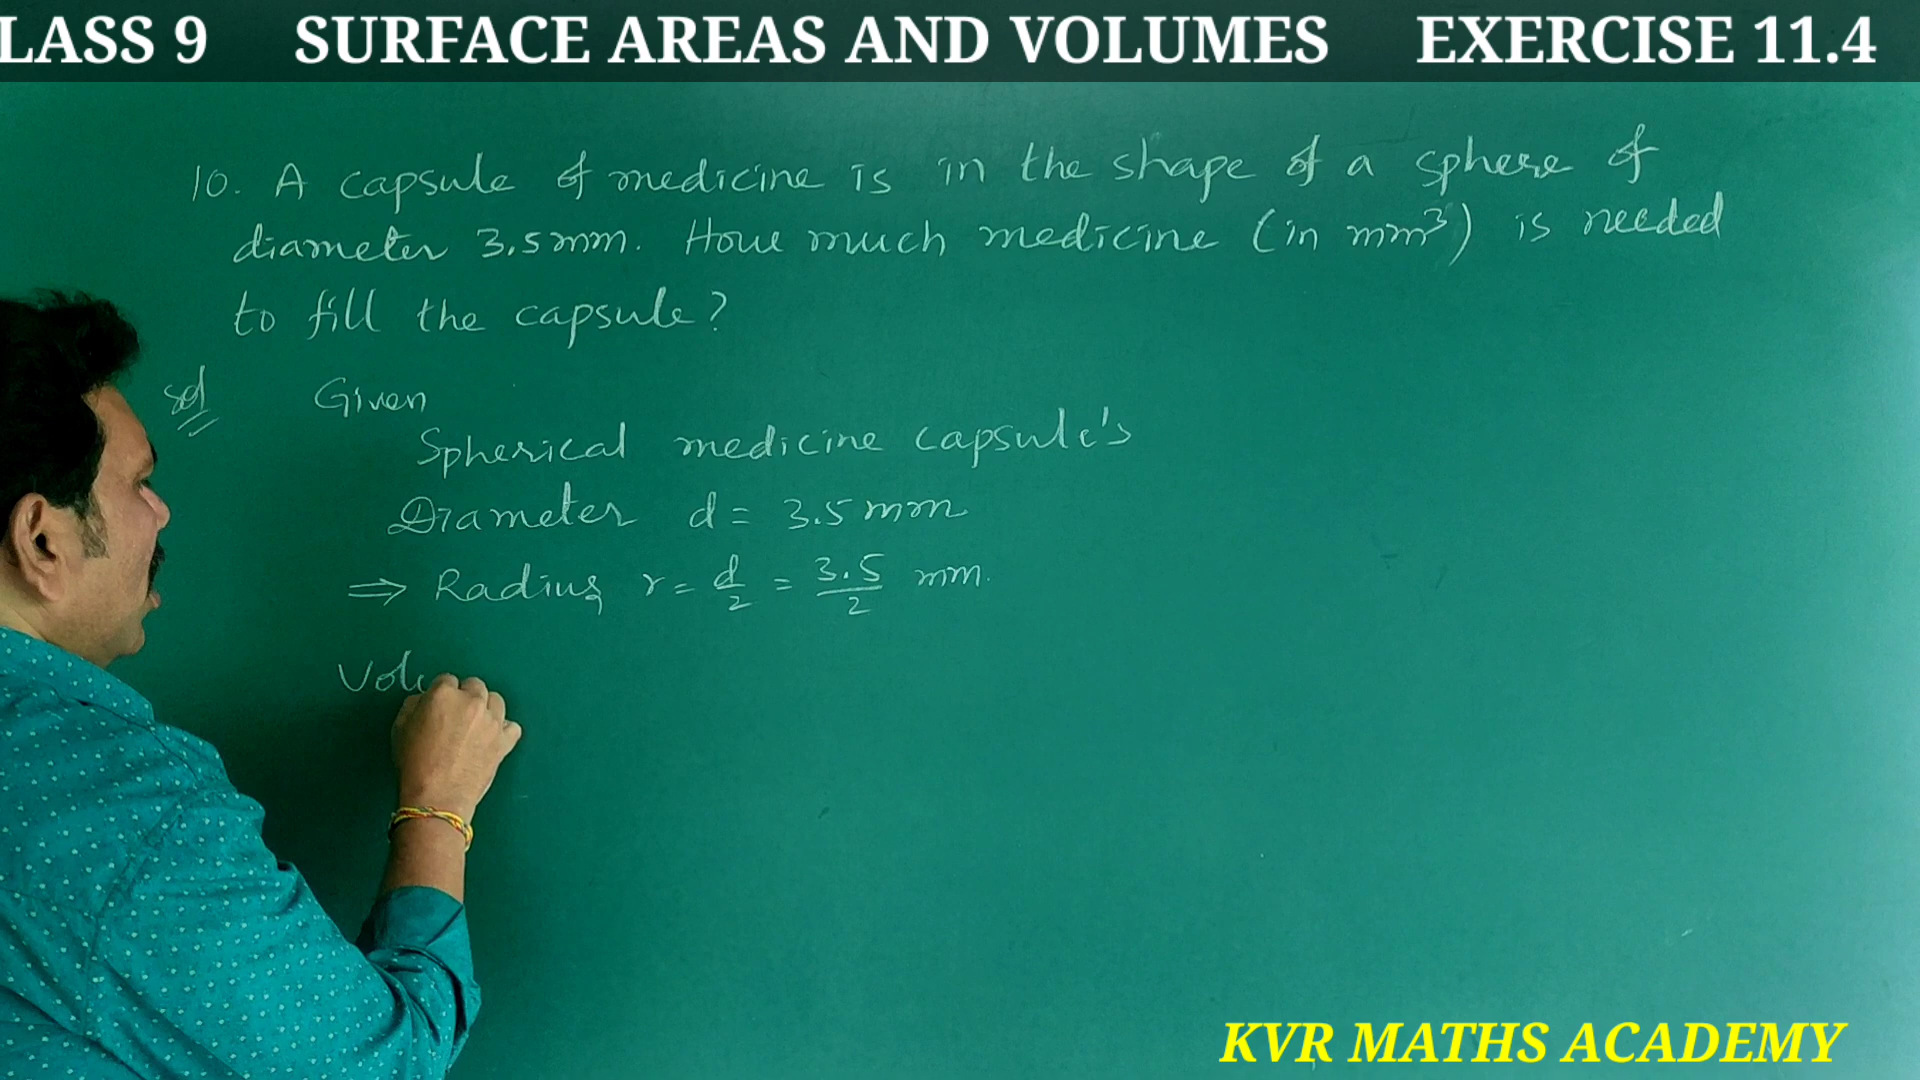 LASS 9 SURFACE AREAS AND VOLUMES EXERCISE 11.4
10. A capsule of medicine is in the shape of a sphere of
diameter 3.5mm. How much medicine (in mm³) is needed
to fill the capsule?
Sol Given
Spherical medicine capsule's
Diameter d = 3.5 mm
⇒ Radius r = d/2 = 3.5/2 mm.
Vol
KVR MATHS ACADEMY